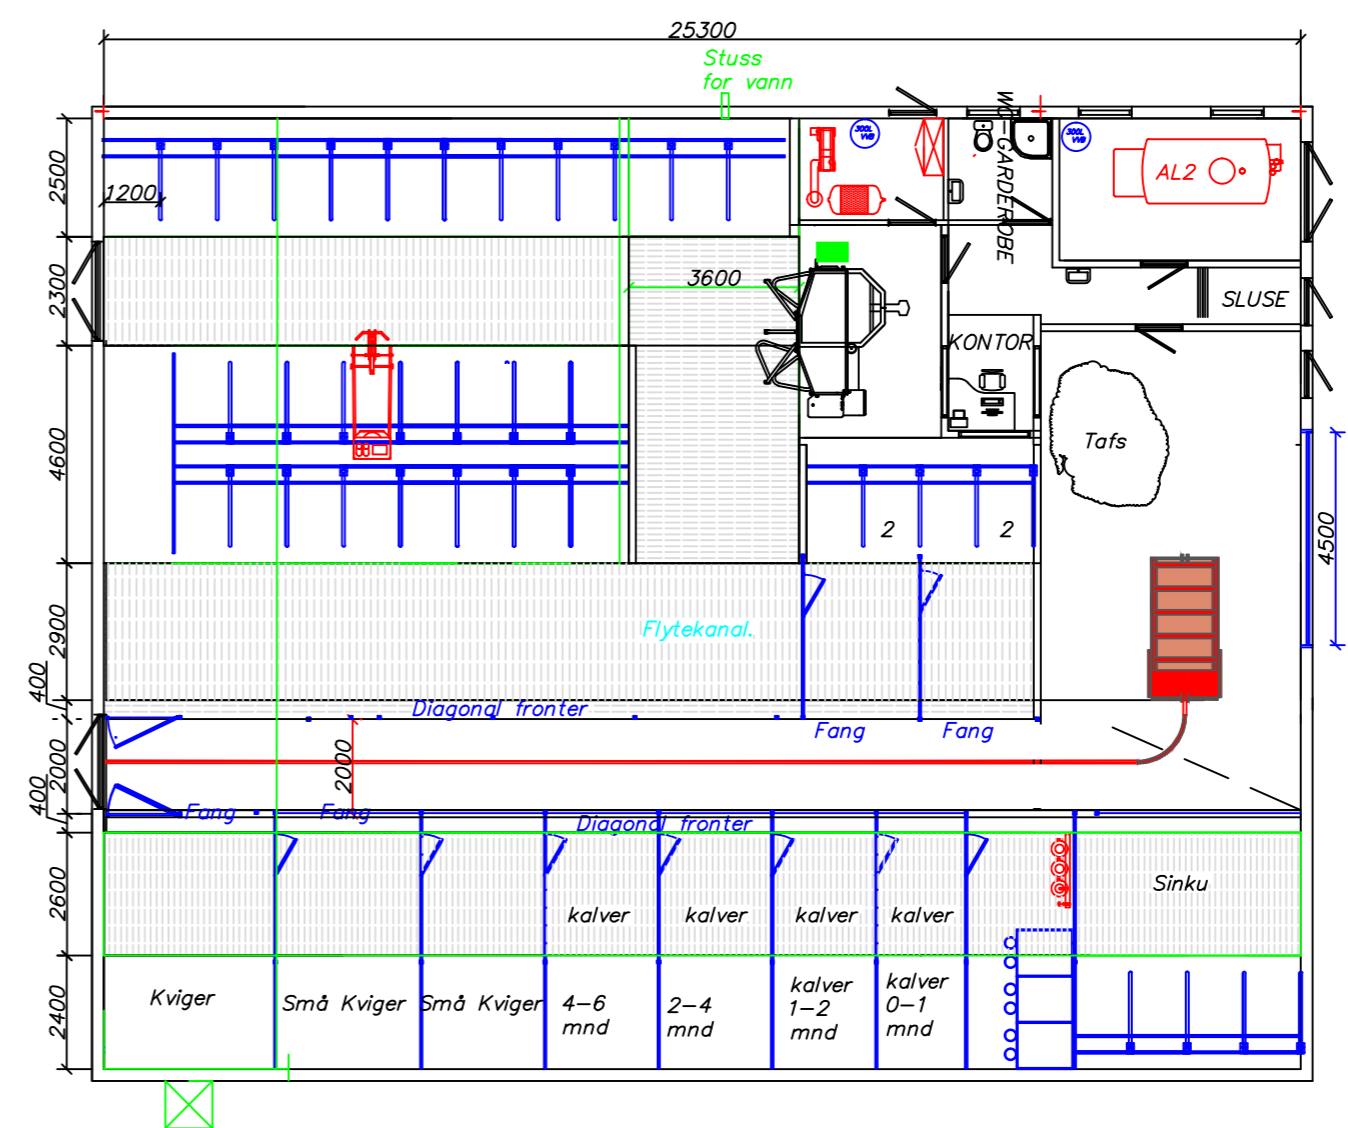 25300
Stuss
for vann
2500
1200
300L
VVB
WC-GARDEROBE
300L
VVB
AL2
2300
3600
SLUSE
KONTOR
4600
Tafs
2
2
4500
2900
Flytekanal.
400
Diagonal fronter
Fang
Fang
2000
2000
400
Fang
Fang
Diagonal fronter
2600
Sinku
kalver
kalver
kalver
kalver
2400
Kviger
Små Kviger
Små Kviger
4-6
mnd
2-4
mnd
kalver
1-2
mnd
kalver
0-1
mnd